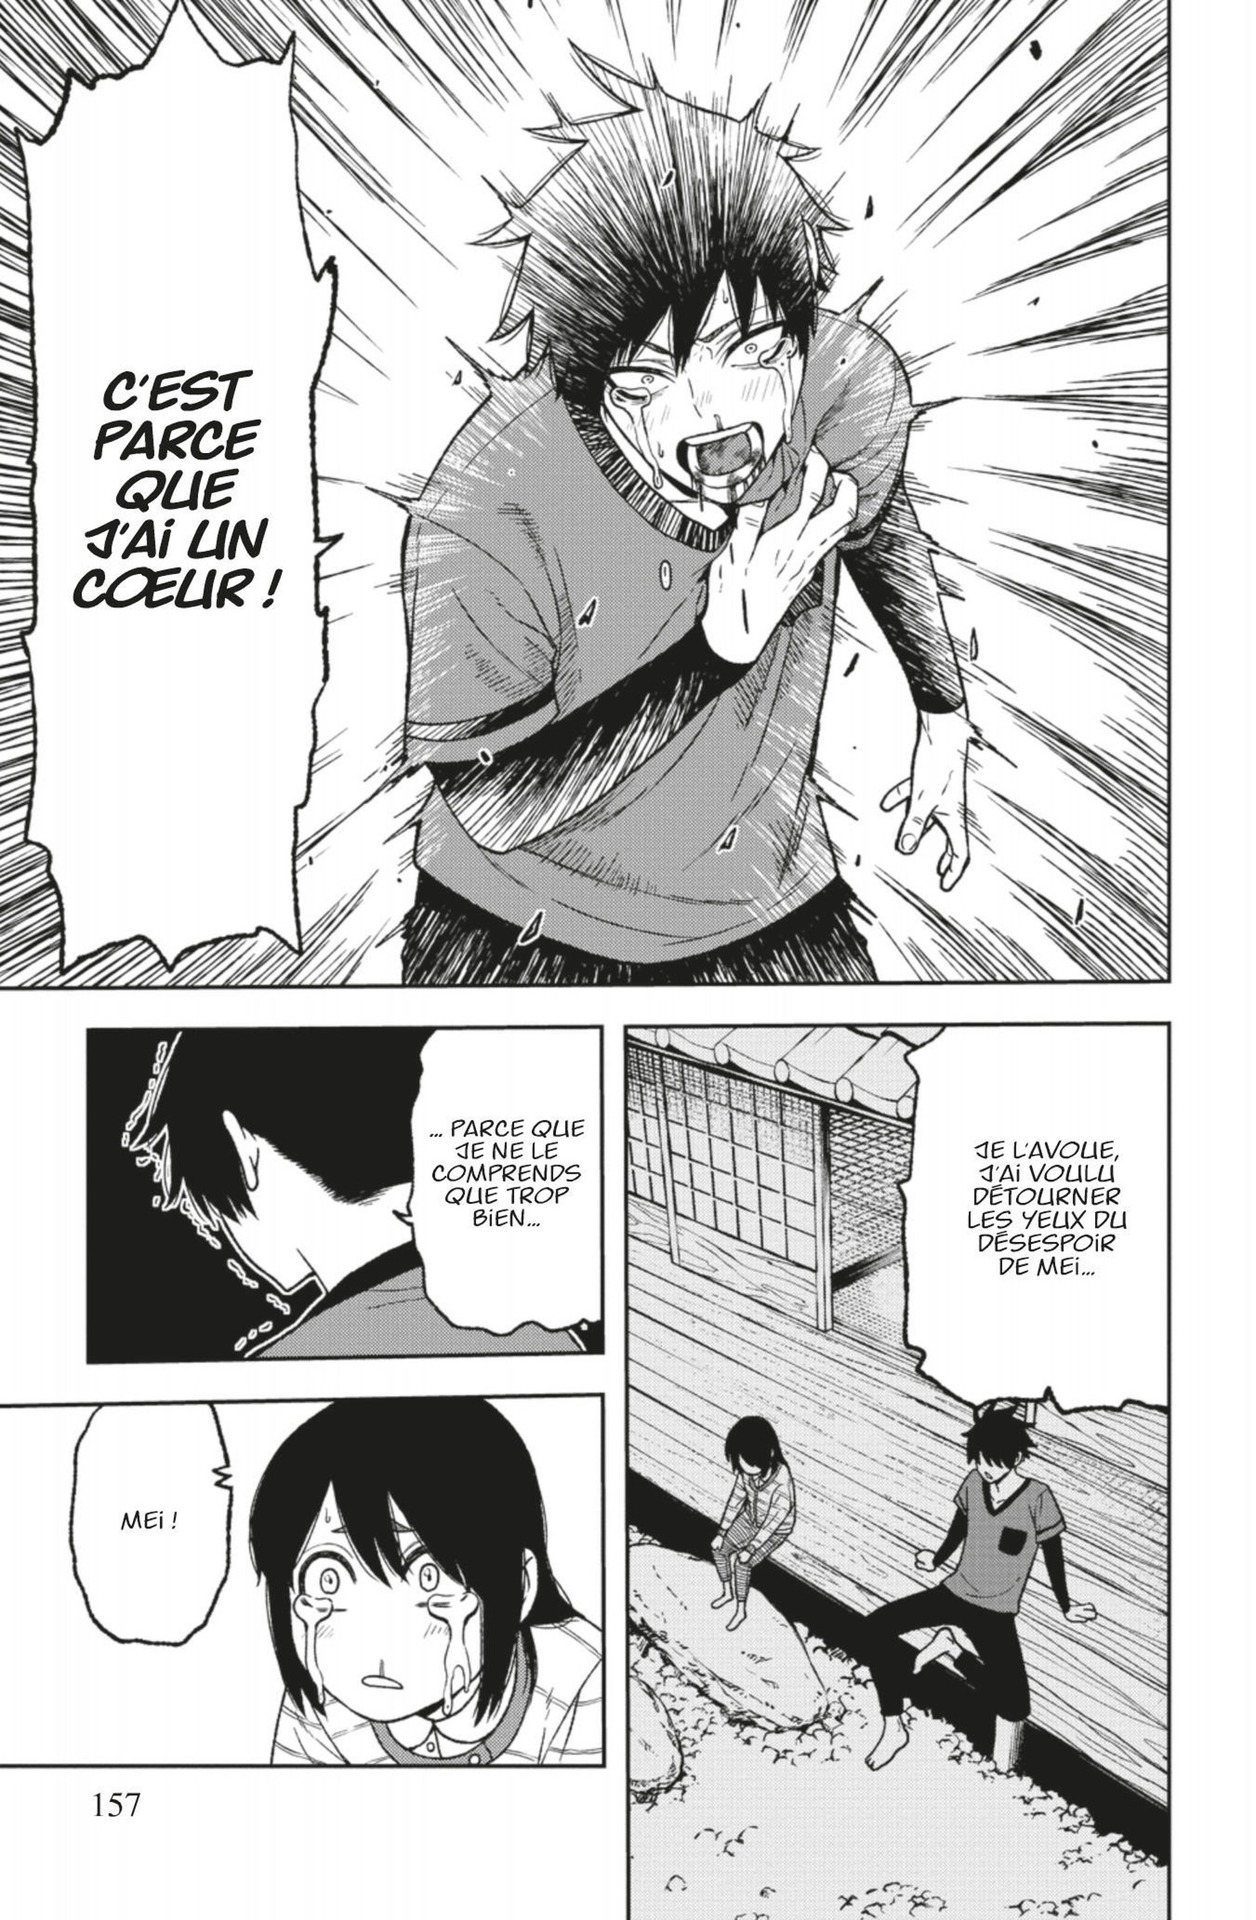 C'EST
PARCE
QUE
J'AI UN
COEUR !
JE L'AVOUE,
J'AI VOULU
DÉTOURNER
LES YEUX DU
DÉSESPOIR
DE MEI...
... PARCE QUE
JE NE LE
COMPRENDS
QUE TROP
BIEN...
MEI !
157